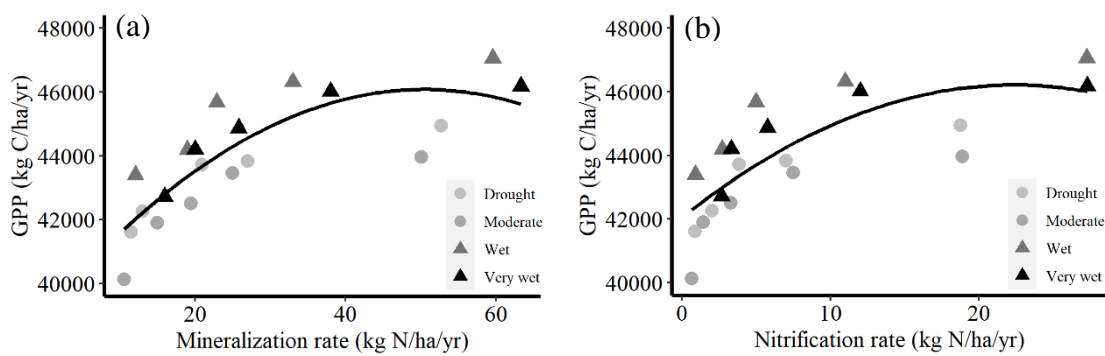 (a)
GPP (kg C/ha/yr)
48000
46000
44000
42000
40000
Drought
Moderate
Wet
Very wet
20
40
60
Mineralization rate (kg N/ha/yr)
(b)
GPP (kg C/ha/yr)
48000
46000
44000
42000
40000
Drought
Moderate
Wet
Very wet
0
10
20
Nitrification rate (kg N/ha/yr)